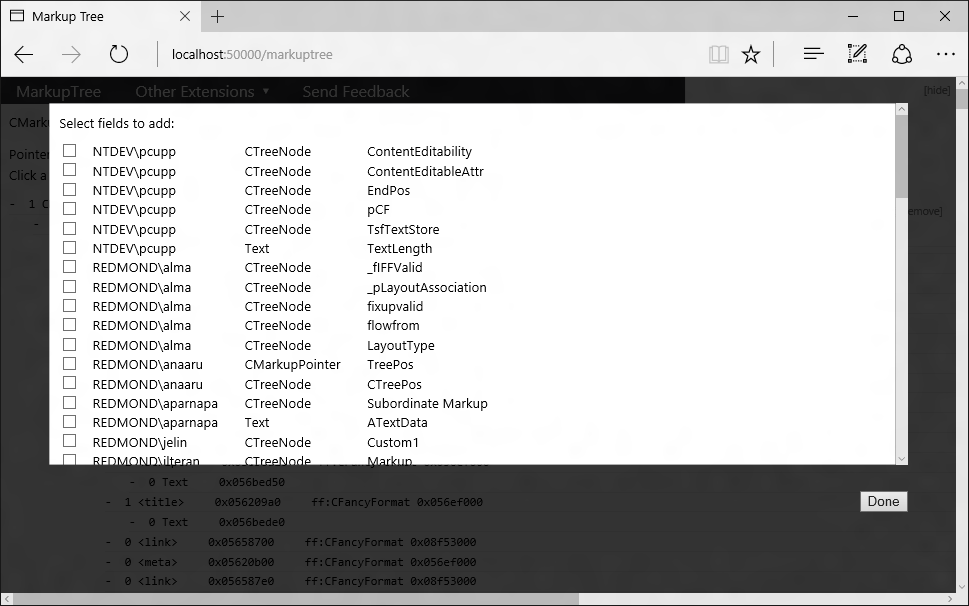 Markup Tree
localhost:50000/markuptree
MarkupTree Other Extensions ▾ Send Feedback
[hide]
CMark
Select fields to add:
Pointer
Click a
- 1 C
-
emove]
NTDEV\pcupp CTreeNode ContentEditability
NTDEV\pcupp CTreeNode ContentEditableAttr
NTDEV\pcupp CTreeNode EndPos
NTDEV\pcupp CTreeNode pCF
NTDEV\pcupp CTreeNode TsfTextStore
NTDEV\pcupp Text TextLength
REDMOND\alma CTreeNode _fIFFValid
REDMOND\alma CTreeNode _pLayoutAssociation
REDMOND\alma CTreeNode fixupvalid
REDMOND\alma CTreeNode flowfrom
REDMOND\alma CTreeNode LayoutType
REDMOND\anaaru CMarkupPointer TreePos
REDMOND\anaaru CTreeNode CTreePos
REDMOND\aparnapa CTreeNode Subordinate Markup
REDMOND\aparnapa Text ATextData
REDMOND\jelin CTreeNode Custom1
REDMOND\ilteran CTreeNode Markup
- 0 Text 0x056bed50
- 1 <title> 0x056209a0 ff:CFancyFormat 0x056ef000
- 0 Text 0x056bede0
Done
- 0 <link> 0x05658700 ff:CFancyFormat 0x08f53000
- 0 <meta> 0x05620b00 ff:CFancyFormat 0x056ef000
- 0 <link> 0x056587e0 ff:CFancyFormat 0x08f53000